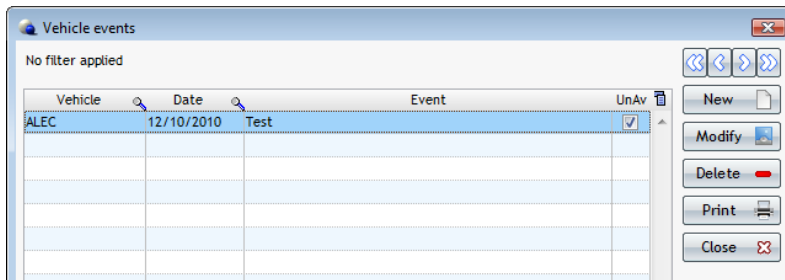 Vehicle events
No filter applied
Vehicle Date Event UnAv
ALEC 12/10/2010 Test
New
Modify
Delete
Print
Close